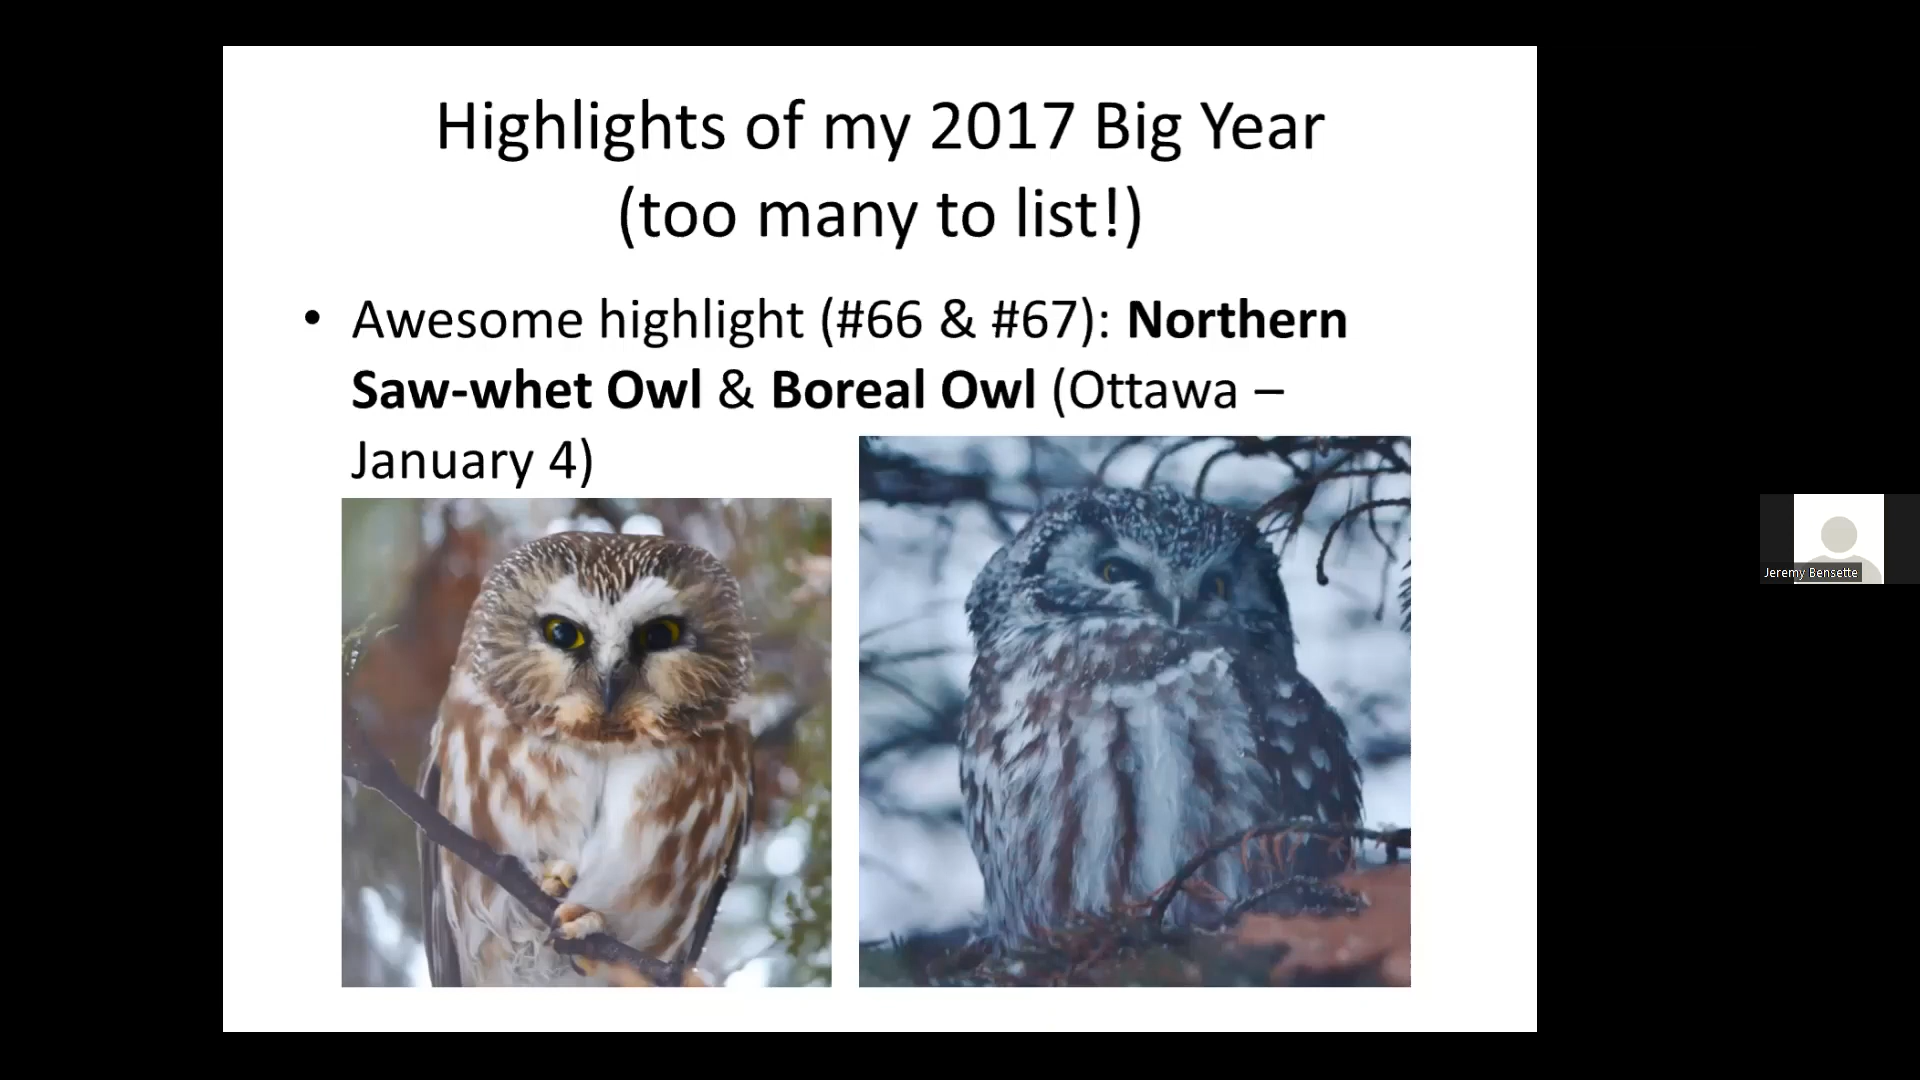 Highlights of my 2017 Big Year
(too many to list!)
• Awesome highlight (#66 & #67): Northern
Saw-whet Owl & Boreal Owl (Ottawa –
January 4)
Jeremy Bensette